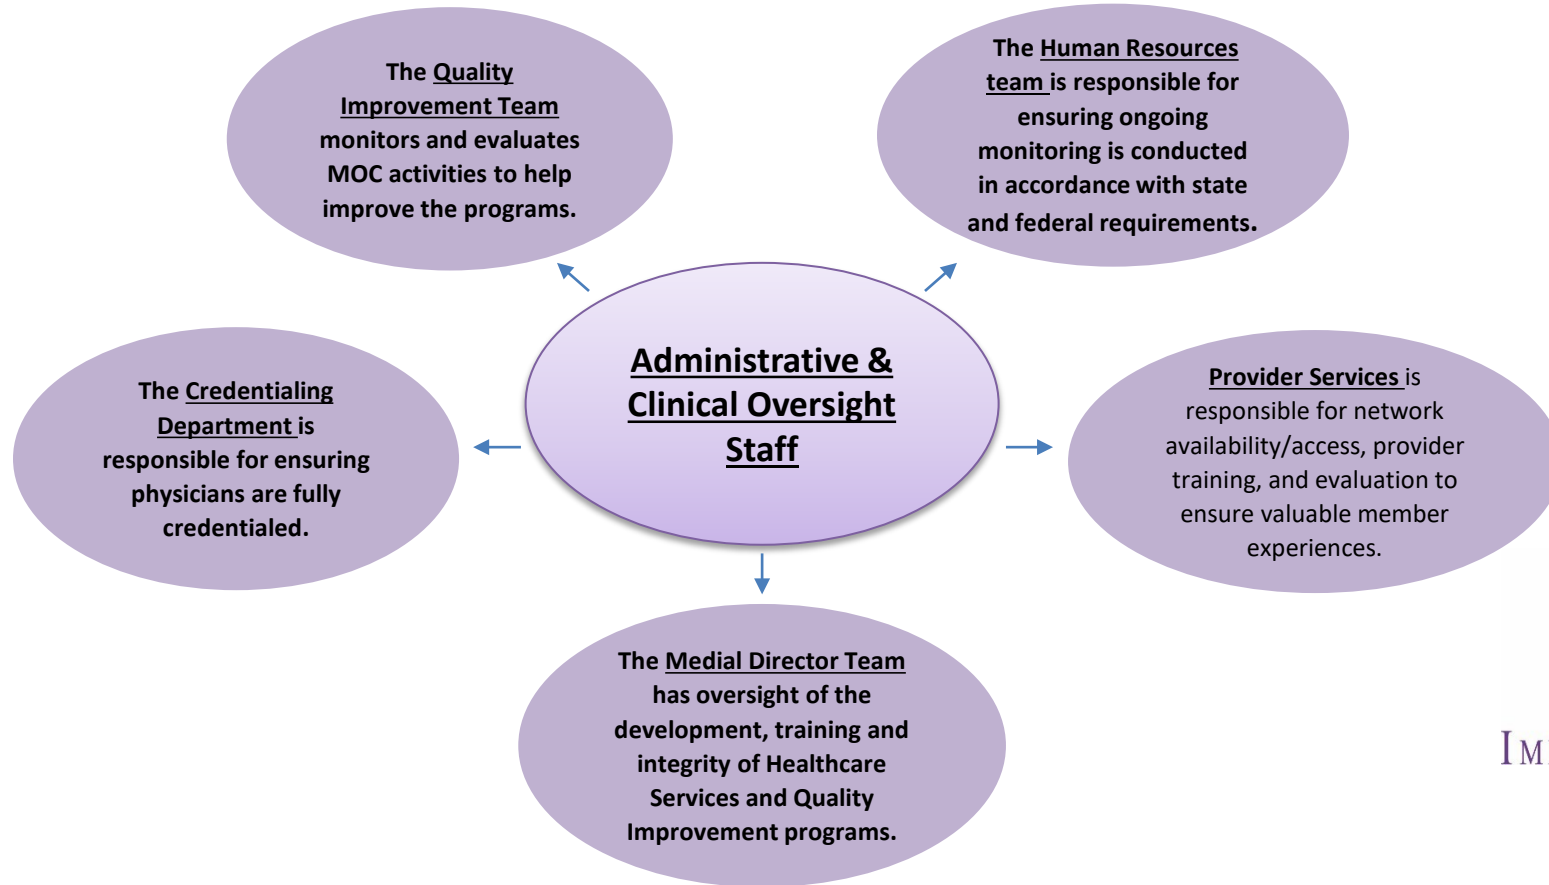 The Quality
Improvement Team
monitors and evaluates
MOC activities to help
improve the programs.
The Human Resources
team is responsible for
ensuring ongoing
monitoring is conducted
in accordance with state
and federal requirements.
Administrative &
Clinical Oversight
Staff
The Credentialing
Department is
responsible for ensuring
physicians are fully
credentialed.
Provider Services is
responsible for network
availability/access, provider
training, and evaluation to
ensure valuable member
experiences.
The Medial Director Team
has oversight of the
development, training and
integrity of Healthcare
Services and Quality
Improvement programs.